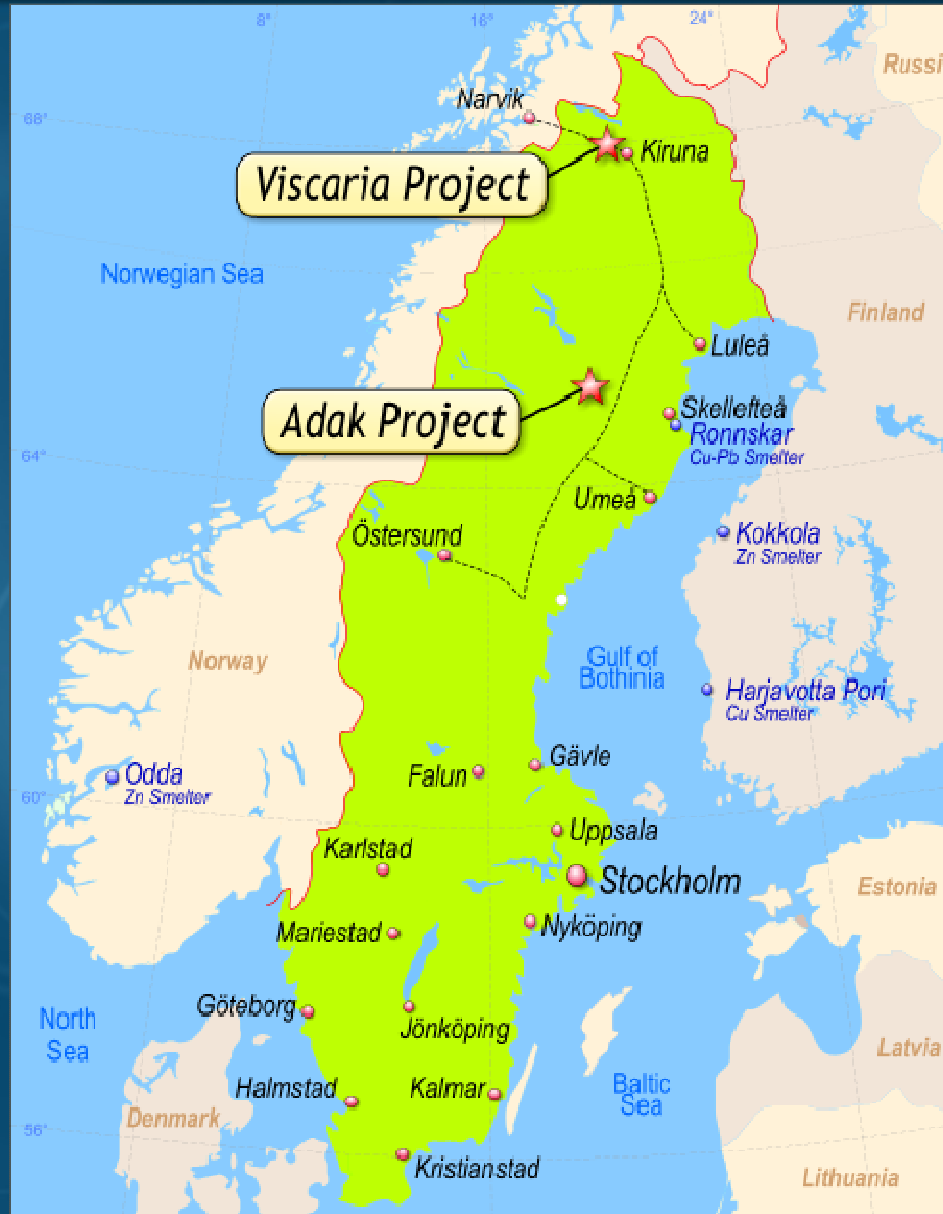 8°
16°
24°
Russi
Narvik
68°
Kiruna
Viscaria Project
Norwegian Sea
Finland
Luleå
Adak Project
Skellefteå
Ronnskar
Cu-Pb Smelter
64°
Umeå
Östersund
Kokkola
Zn Smelter
Norway
Gulf of
Bothinia
Harjavotta Pori
Cu Smelter
Gävle
Falun
Odda
Zn Smelter
60°
Uppsala
Karlstad
Stockholm
Estonia
Nyköping
Mariestad
Göteborg
North
Sea
Jönköping
Latvia
Halmstad
Kalmar
Baltic
Sea
Denmark
56°
Kristianstad
Lithuania